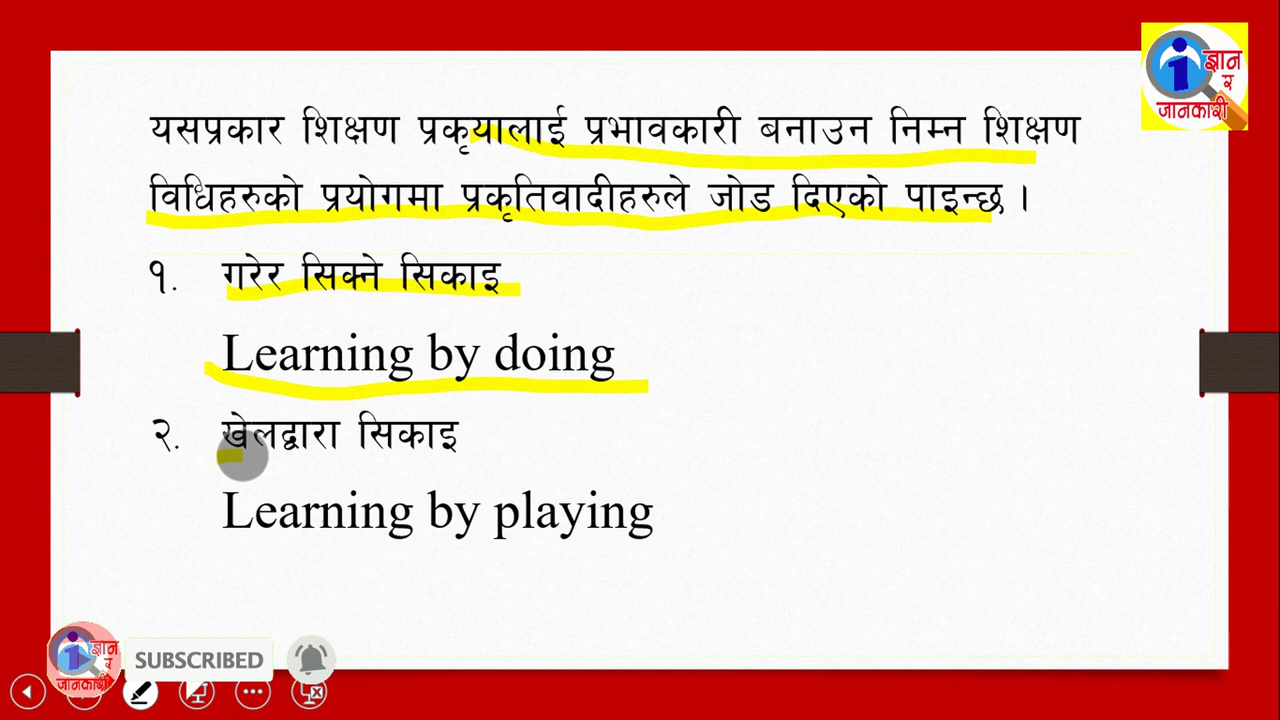 यसप्रकार शिक्षण प्रकृयालाई प्रभावकारी बनाउन निम्न शिक्षण
विधिहरुको प्रयोगमा प्रकृतिवादीहरुले जोड दिएको पाइन्छ ।
१. गरेर सिक्ने सिकाइ
Learning by doing
२. खेलद्वारा सिकाइ
Learning by playing
ज्ञान
र
जानकारी
ज्ञान
र
जानकारी
SUBSCRIBED